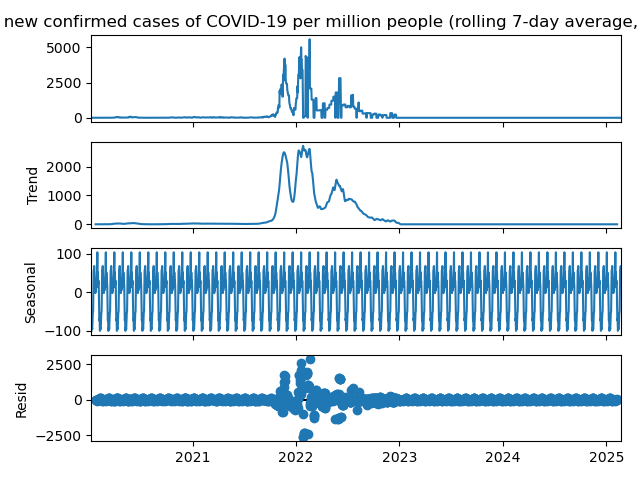 new confirmed cases of COVID-19 per million people (rolling 7-day average,
5000
2500
0
Trend
2000
1000
0
Seasonal
100
0
−100
Resid
2500
0
−2500
2021 2022 2023 2024 2025